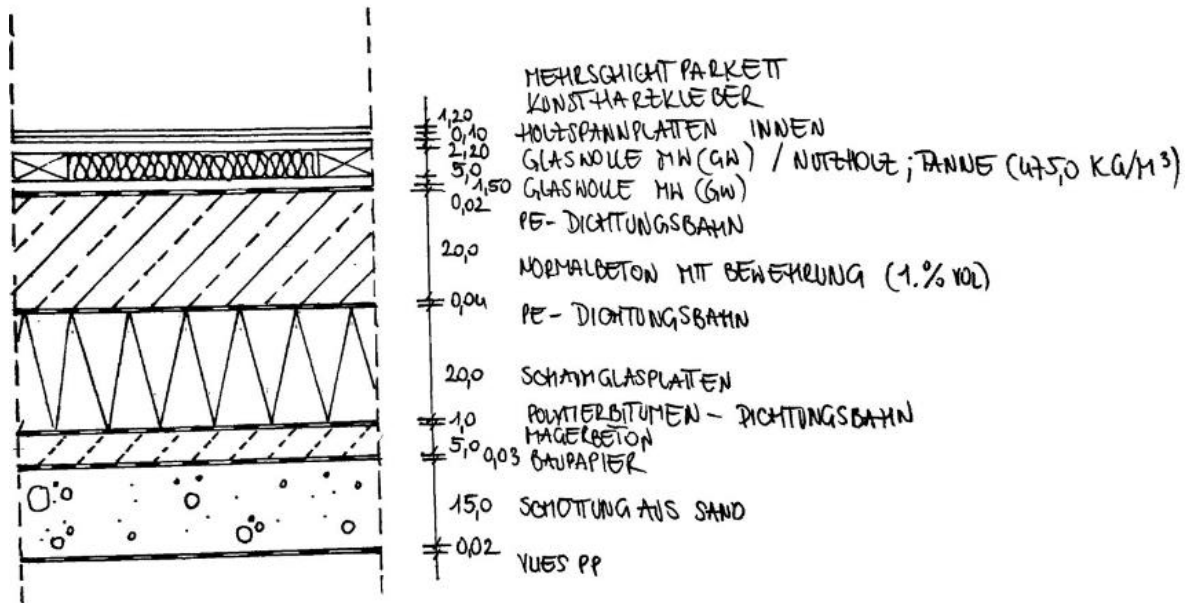 MEHRSCHICHTPARKETT
KUNSTHARZKLEBER
1,20
0,10 HOLZSPANNPLATTEN INNEN
2,20 GLASWOLLE MW(GW) / NUTZHOLZ; TANNE (475,0 KG/M³)
5,0
1,50 GLASWOLLE MW (GW)
0,02
PE-DICHTUNGSBAHN
20,0
NORMALBETON MIT BEWEHRUNG (1.% VOL)
0,04
PE-DICHTUNGSBAHN
20,0 SCHAUMGLASPLATTEN
1,0 POLYMERBITUMEN-DICHTUNGSBAHN
MAGERBETON
5,0 0,03 BAUPAPIER
15,0 SCHÜTTUNG AUS SAND
0,02
VLIES PP